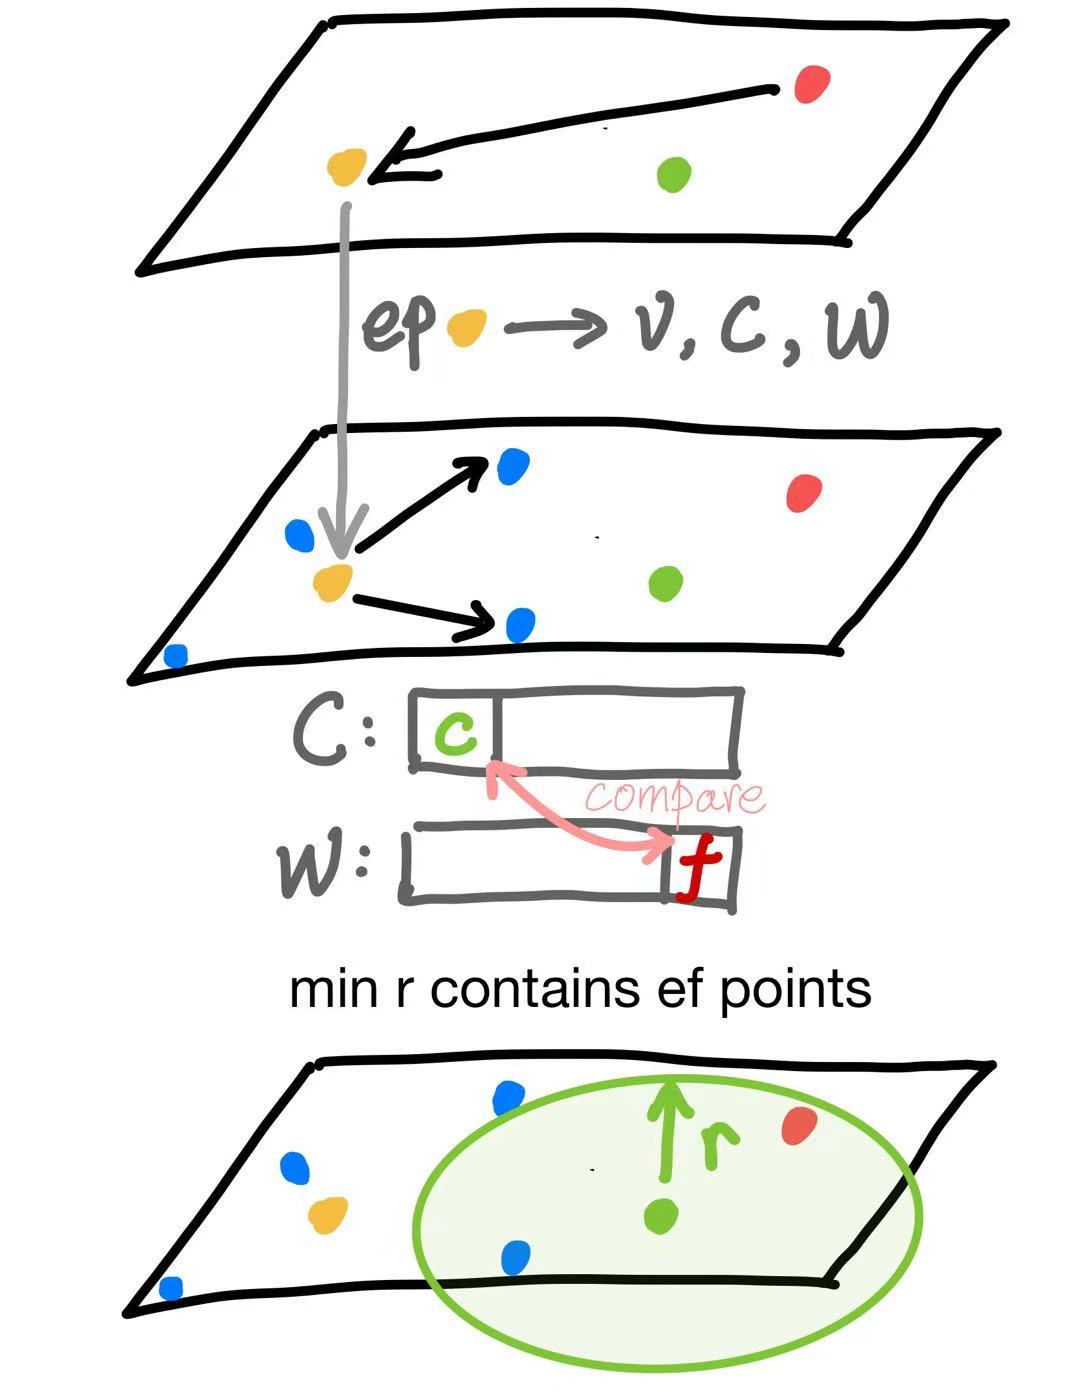 ep → v, C, W
C: c
compare
W: f
min r contains ef points
r